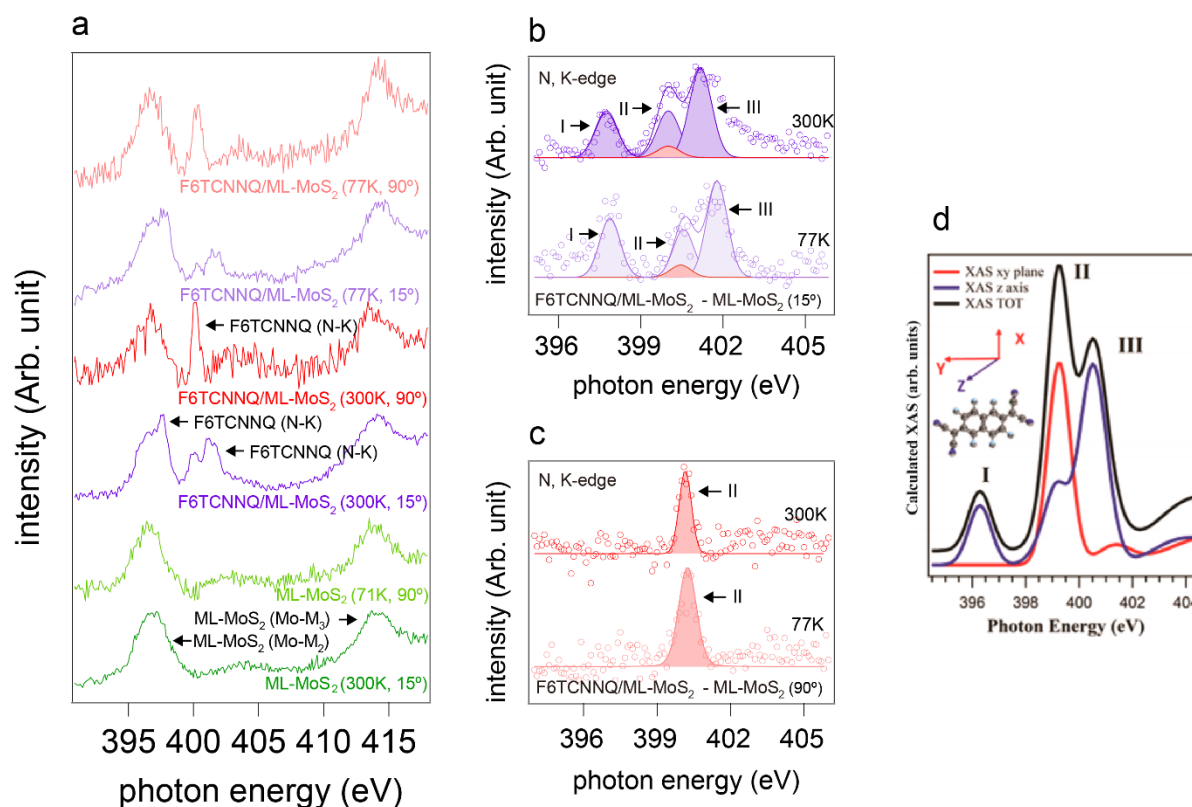 a
intensity (Arb. unit)
F6TCNNQ/ML-MoS2 (77K, 90º)
F6TCNNQ/ML-MoS2 (77K, 15º)
F6TCNNQ (N-K)
F6TCNNQ/ML-MoS2 (300K, 90º)
F6TCNNQ (N-K)
F6TCNNQ (N-K)
F6TCNNQ/ML-MoS2 (300K, 15º)
ML-MoS2 (71K, 90º)
ML-MoS2 (Mo-M3)
ML-MoS2 (Mo-M2)
ML-MoS2 (300K, 15º)
395 400 405 410 415
photon energy (eV)
b
intensity (Arb. unit)
N, K-edge
I
II
III
300K
I
II
III
77K
F6TCNNQ/ML-MoS2 - ML-MoS2 (15º)
396 399 402 405
photon energy (eV)
c
intensity (Arb. unit)
N, K-edge
II
300K
II
77K
F6TCNNQ/ML-MoS2 - ML-MoS2 (90º)
396 399 402 405
photon energy (eV)
d
Calculated XAS (arb. units)
XAS xy plane
XAS z axis
XAS TOT
II
III
X
Y
Z
I
396 398 400 402 404
Photon Energy (eV)